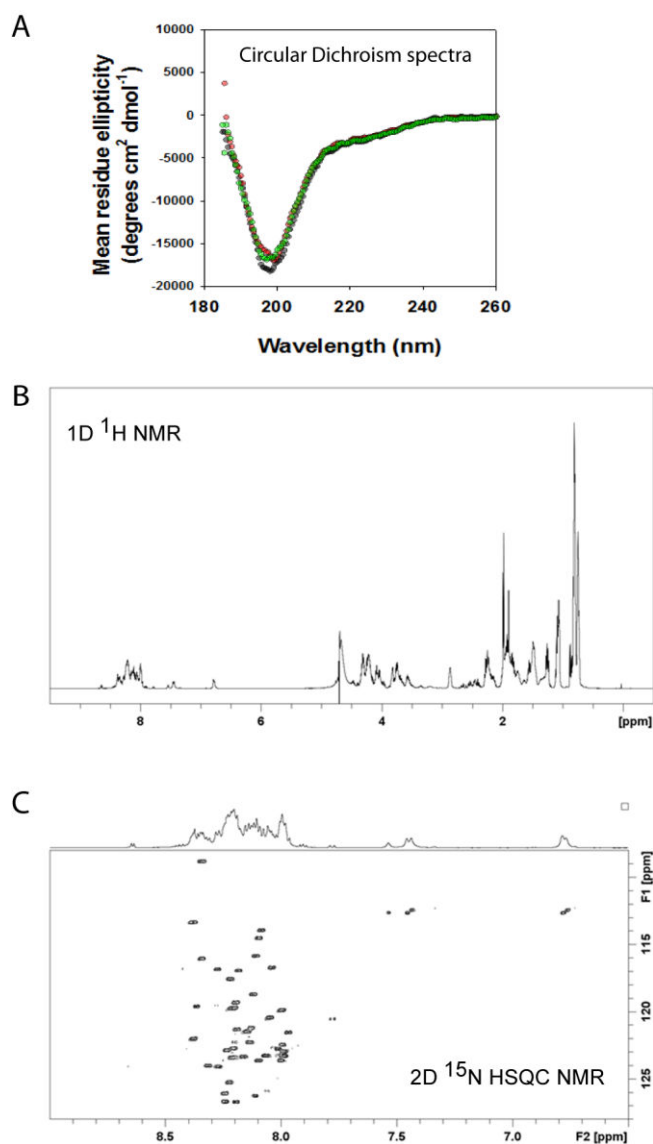 A
Circular Dichroism spectra
Mean residue ellipticity
(degrees cm² dmol⁻¹)
10000
5000
0
-5000
-10000
-15000
-20000
180 200 220 240 260
Wavelength (nm)
B
1D ¹H NMR
8 6 4 2 [ppm]
C
F1 [ppm]
115
120
125
2D ¹⁵N HSQC NMR
8.5 8.0 7.5 7.0 F2 [ppm]